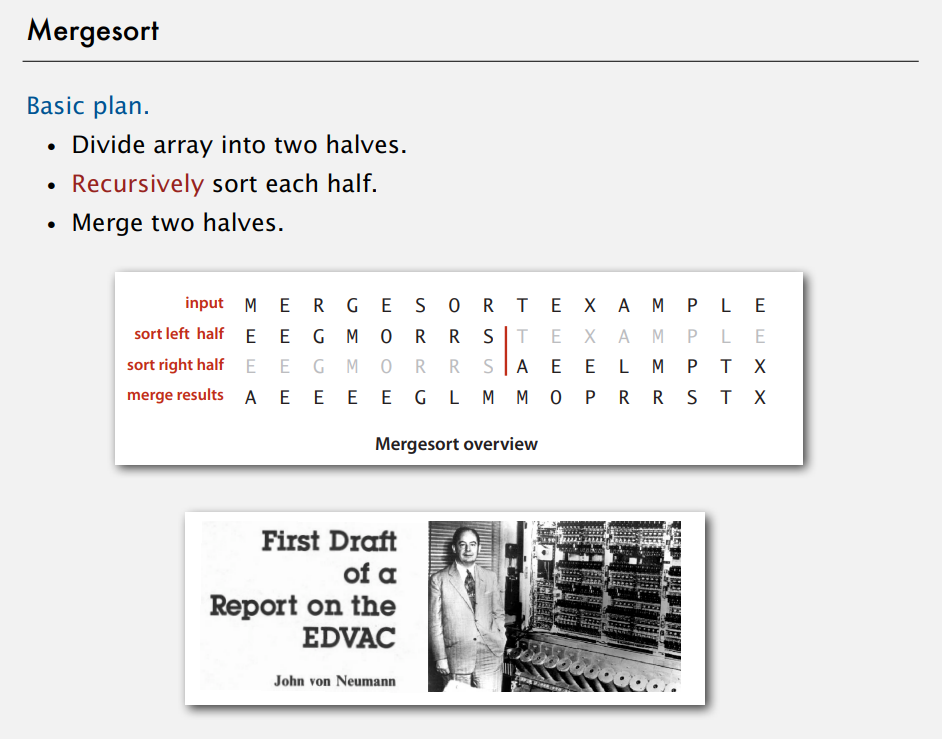 Mergesort
Basic plan.
• Divide array into two halves.
• Recursively sort each half.
• Merge two halves.
input M E R G E S O R T E X A M P L E
sort left half E E G M O R R S T E X A M P L E
sort right half E E G M O R R S A E E L M P T X
merge results A E E E E G L M M O P R R S T X
Mergesort overview
First Draft
of a
Report on the
EDVAC
John von Neumann